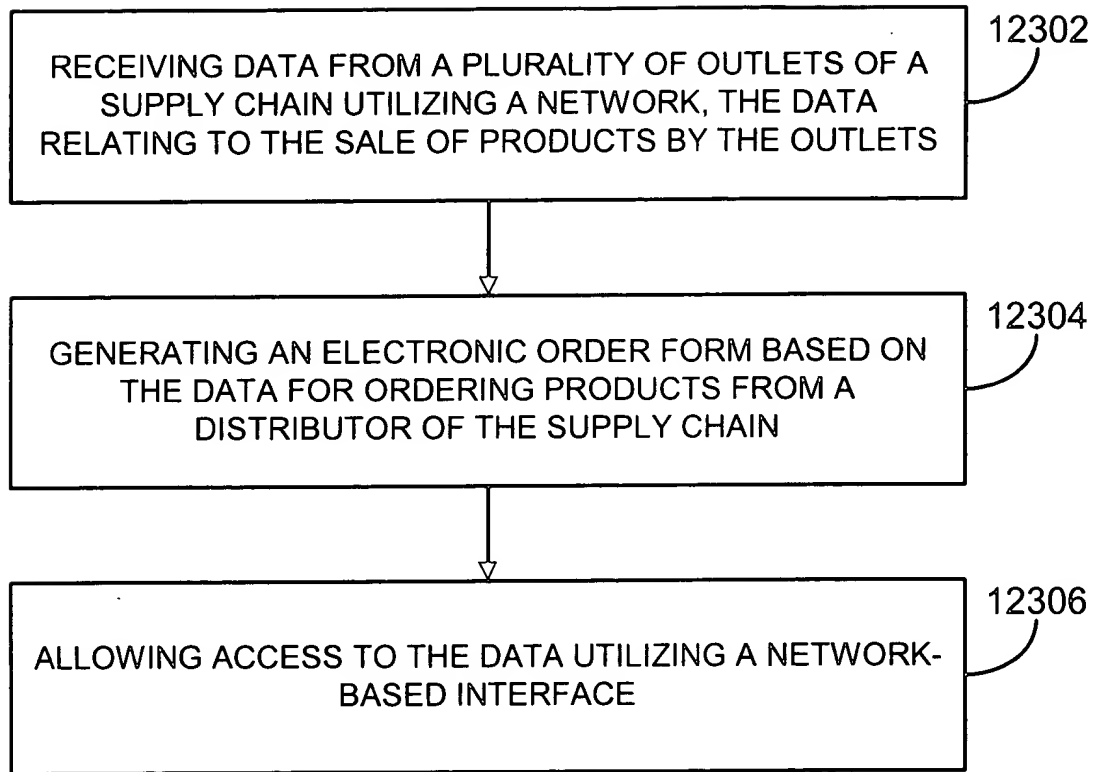 12302
RECEIVING DATA FROM A PLURALITY OF OUTLETS OF A
SUPPLY CHAIN UTILIZING A NETWORK, THE DATA
RELATING TO THE SALE OF PRODUCTS BY THE OUTLETS
12304
GENERATING AN ELECTRONIC ORDER FORM BASED ON
THE DATA FOR ORDERING PRODUCTS FROM A
DISTRIBUTOR OF THE SUPPLY CHAIN
12306
ALLOWING ACCESS TO THE DATA UTILIZING A NETWORK-
BASED INTERFACE